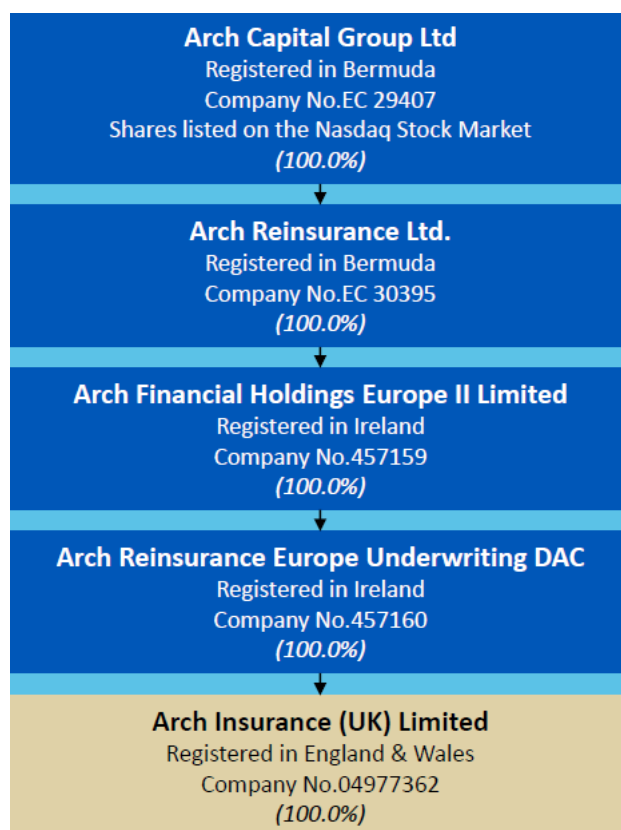 Arch Capital Group Ltd
Registered in Bermuda
Company No.EC 29407
Shares listed on the Nasdaq Stock Market
(100.0%)
Arch Reinsurance Ltd.
Registered in Bermuda
Company No.EC 30395
(100.0%)
Arch Financial Holdings Europe II Limited
Registered in Ireland
Company No.457159
(100.0%)
Arch Reinsurance Europe Underwriting DAC
Registered in Ireland
Company No.457160
(100.0%)
Arch Insurance (UK) Limited
Registered in England & Wales
Company No.04977362
(100.0%)